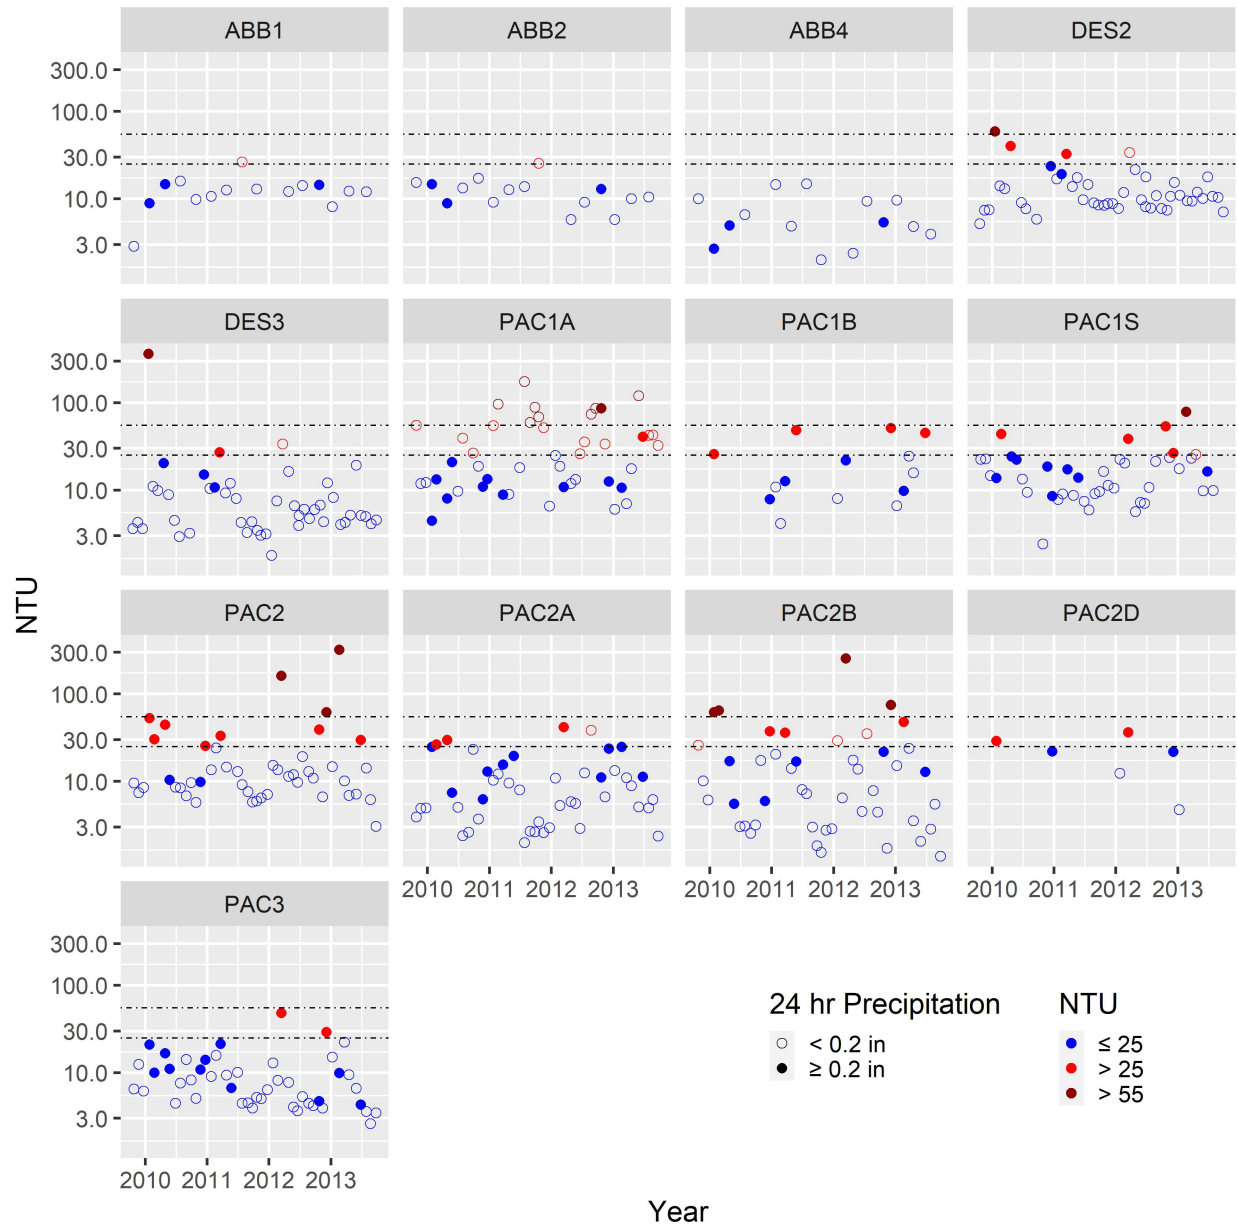 ABB1 ABB2 ABB4 DES2
300.0
100.0
30.0
10.0
3.0
DES3 PAC1A PAC1B PAC1S
300.0
100.0
30.0
10.0
3.0
NTU
PAC2 PAC2A PAC2B PAC2D
300.0
100.0
30.0
10.0
3.0
2010 2011 2012 2013 2010 2011 2012 2013 2010 2011 2012 2013
PAC3
300.0
100.0
30.0
10.0
3.0
2010 2011 2012 2013
24 hr Precipitation
< 0.2 in
≥ 0.2 in
NTU
≤ 25
> 25
> 55
Year